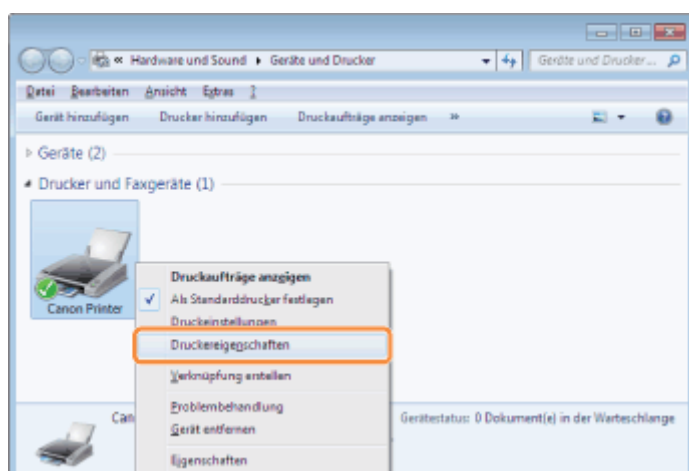 « Hardware und Sound ▸ Geräte und Drucker
Geräte und Drucker ...
Datei Bearbeiten Ansicht Extras ?
Gerät hinzufügen Drucker hinzufügen Druckaufträge anzeigen »
Geräte (2)
Drucker und Faxgeräte (1)
Canon Printer
Druckaufträge anzeigen
Als Standarddrucker festlegen
Druckeinstellungen
Druckereigenschaften
Verknüpfung erstellen
Problembehandlung
Gerät entfernen
Eigenschaften
Can
Gerätestatus: 0 Dokument(e) in der Warteschlange